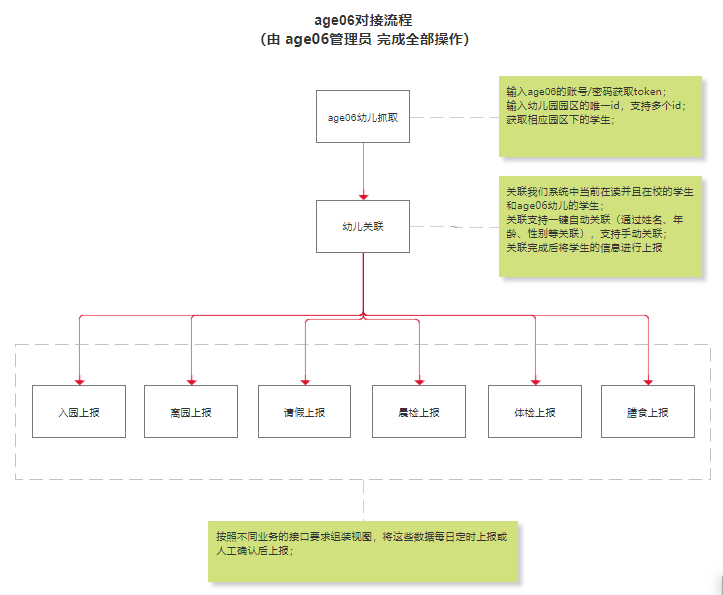 age06对接流程
（由 age06管理员 完成全部操作）
age06幼儿抓取
输入age06的账号/密码获取token；
输入幼儿园园区的唯一id，支持多个id；
获取相应园区下的学生；
幼儿关联
关联我们系统中当前在读并且在校的学生
和age06幼儿的学生；
关联支持一键自动关联（通过姓名、年
龄、性别等关联），支持手动关联；
关联完成后将学生的信息进行上报
入园上报
离园上报
请假上报
晨检上报
体检上报
膳食上报
按照不同业务的接口要求组装视图，将这些数据每日定时上报或
人工确认后上报；